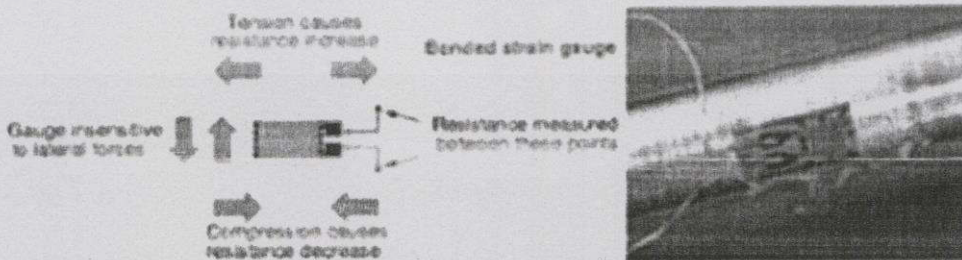 Tension causes
resistance increase
Bonded strain gauge
Gauge insensitive
to lateral forces
Resistance measured
between these points
Compression causes
resistance decrease